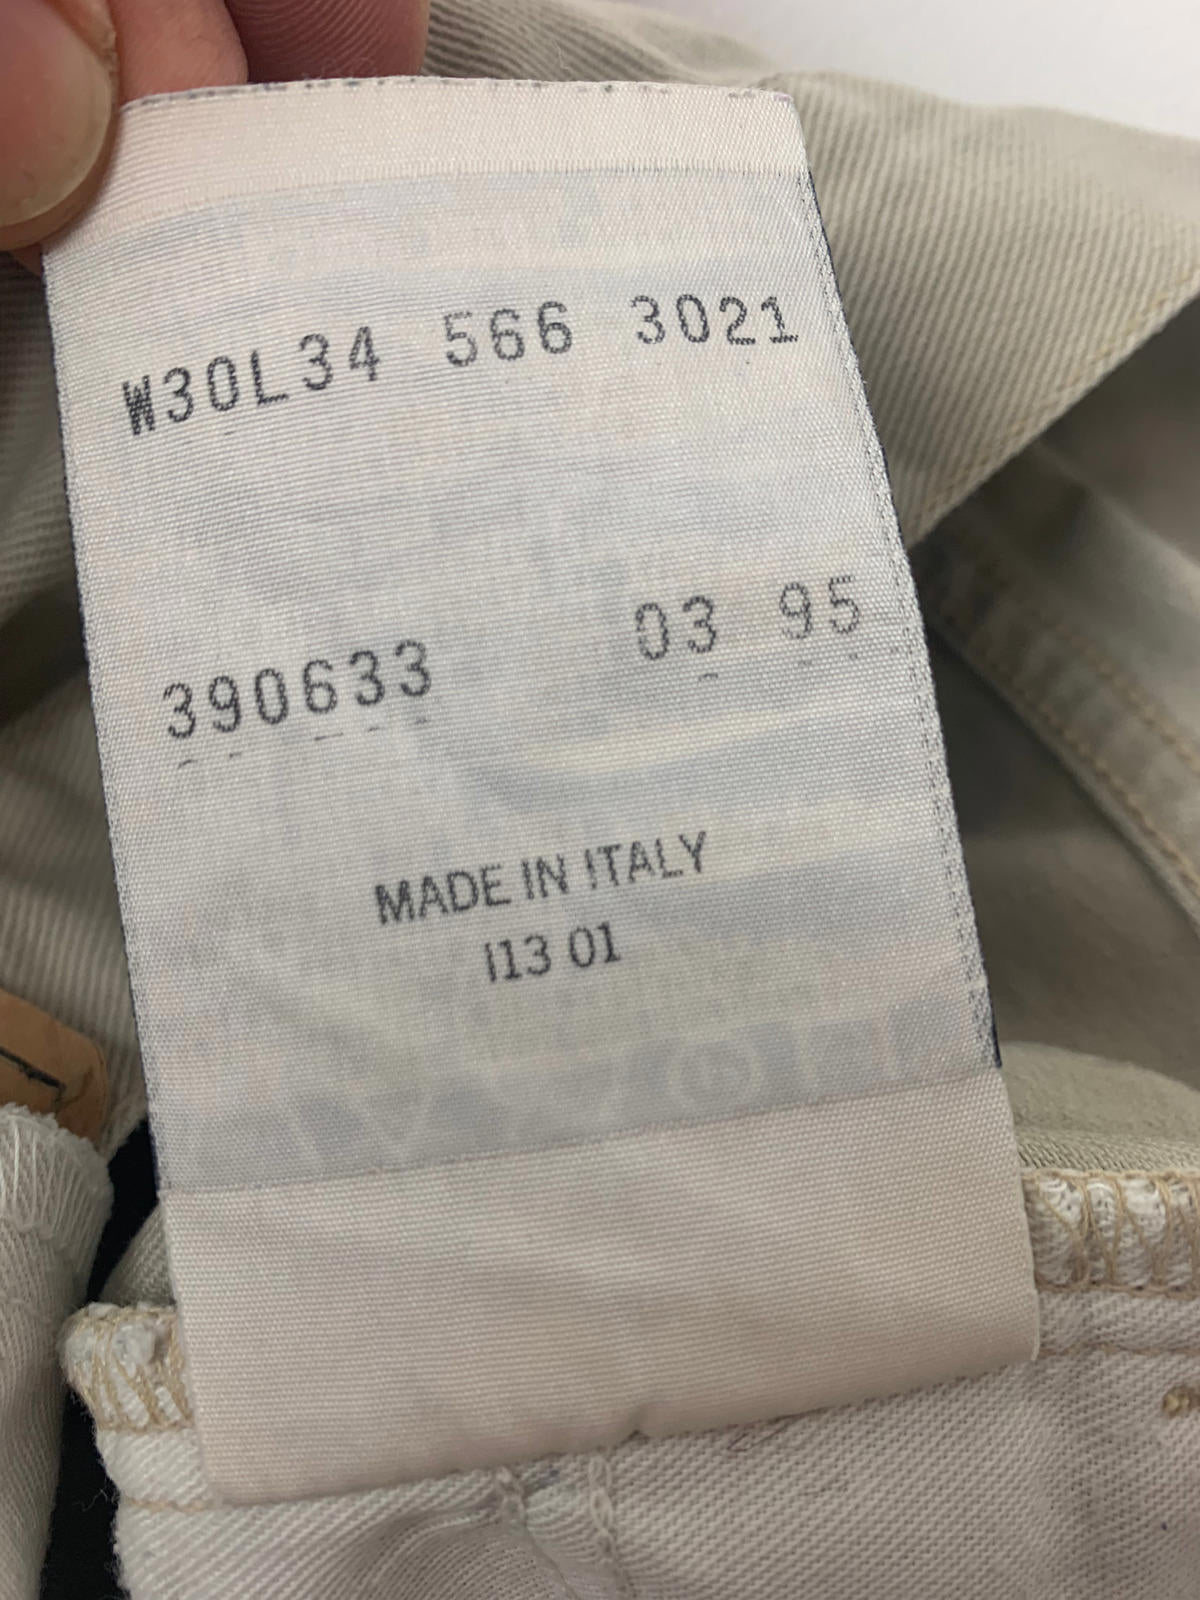 W30L34 566 3021
390633 03 95
MADE IN ITALY
I13 01